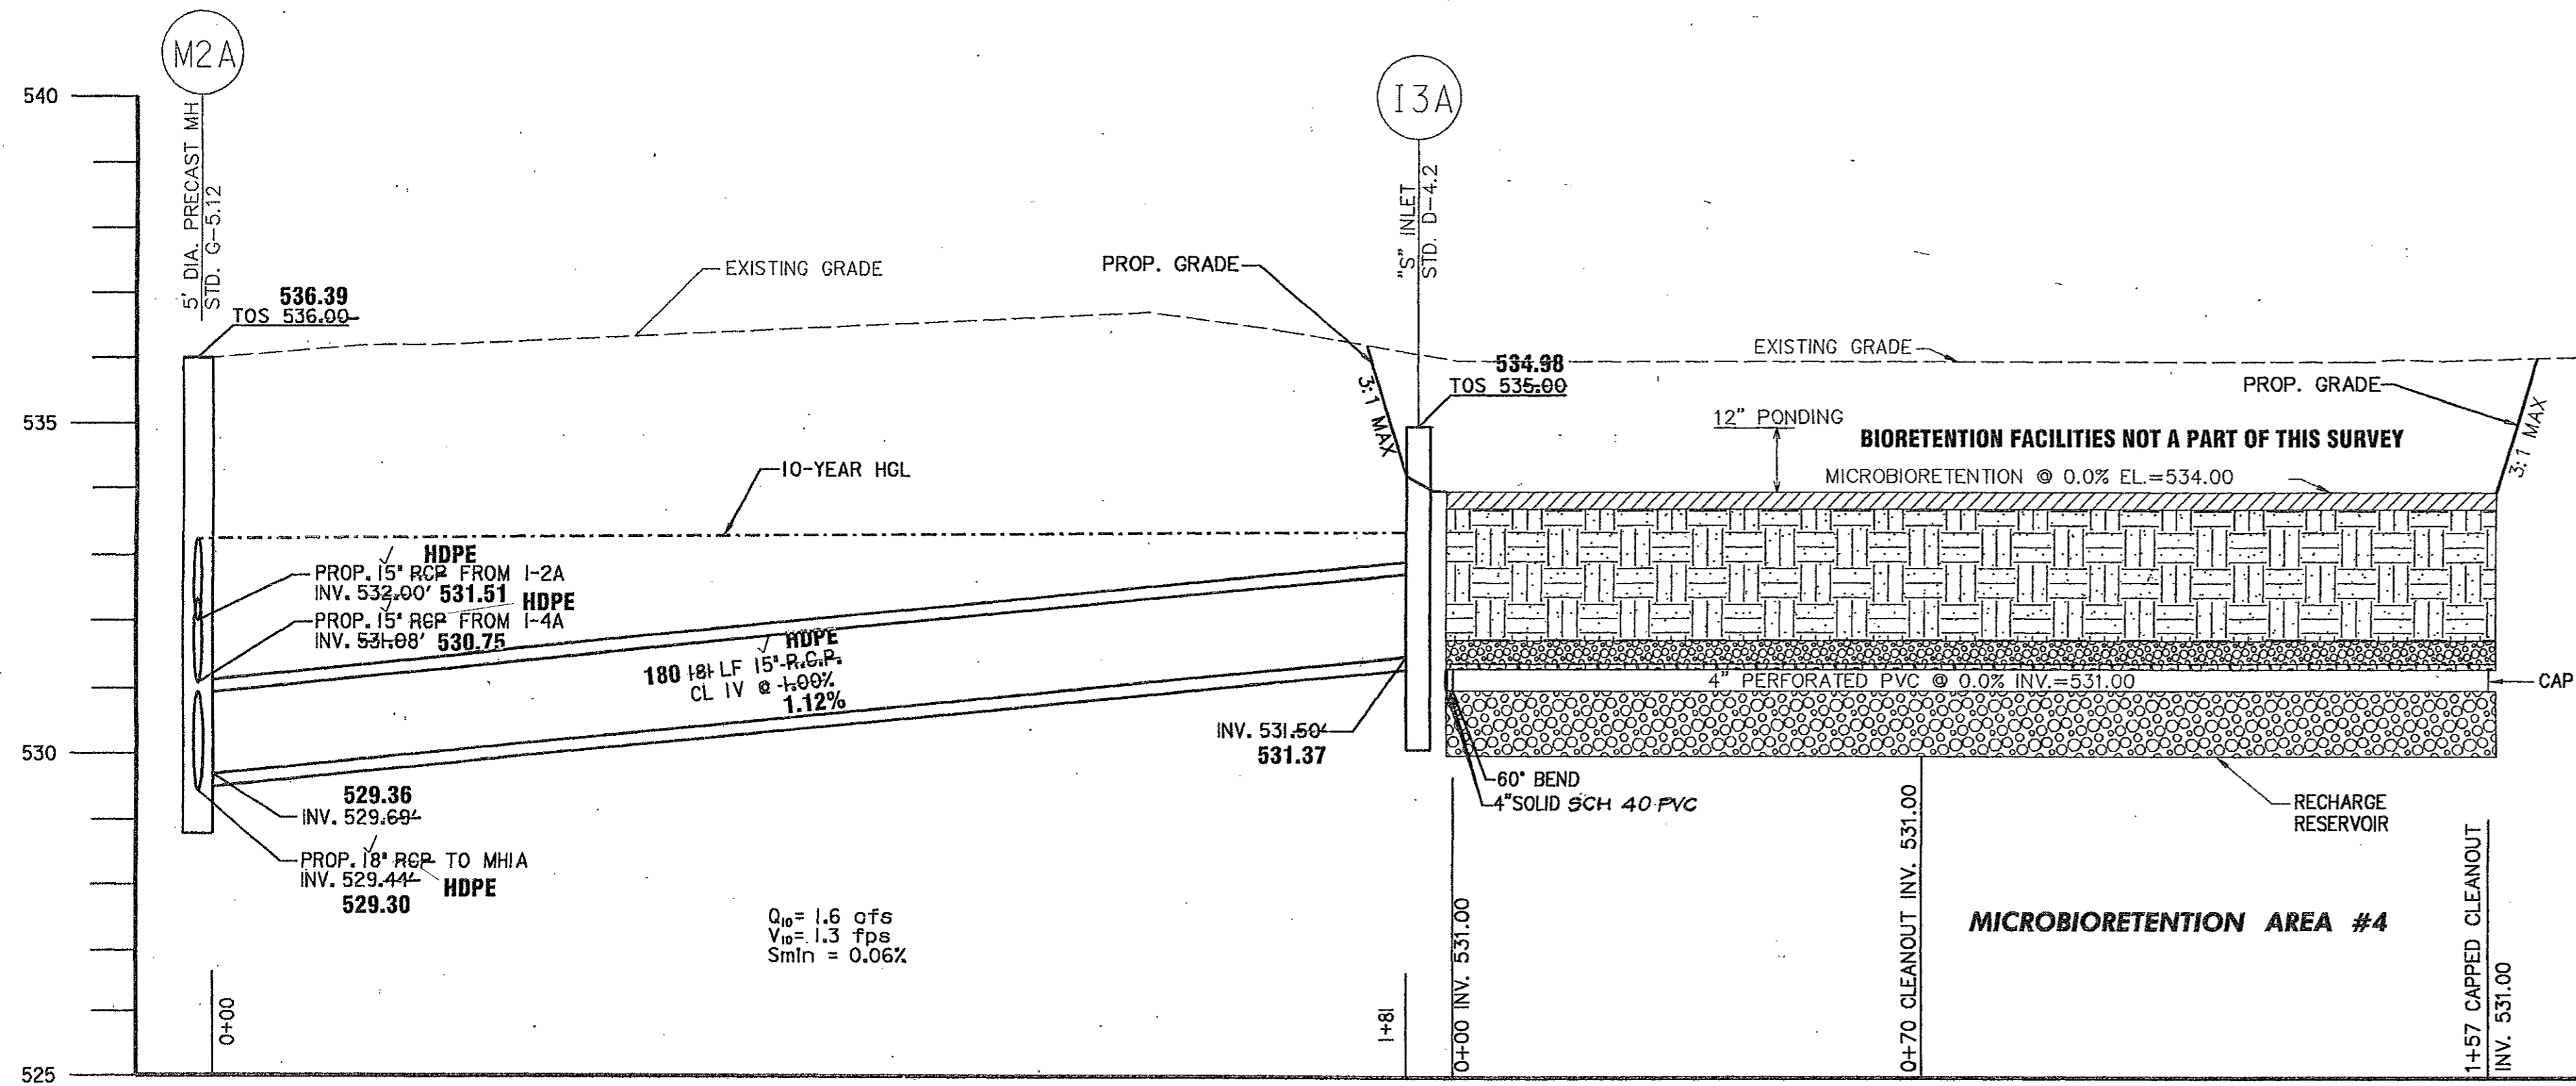 M2A
I3A
540
535
530
525
5' DIA. PRECAST MH
STD. G-5.12
536.39
TOS 536.00
EXISTING GRADE
PROP. GRADE
"S" INLET
STD. D-4.2
3:1 MAX
534.98
TOS 535.00
EXISTING GRADE
PROP. GRADE
3:1 MAX
12" PONDING
BIORETENTION FACILITIES NOT A PART OF THIS SURVEY
MICROBIORETENTION @ 0.0% EL.=534.00
10-YEAR HGL
HDPE
PROP. 15" RCP FROM I-2A
INV. 532.00' 531.51
HDPE
PROP. 15" RCP FROM I-4A
INV. 531.08' 530.75
HDPE
180 181 LF 15" R.C.P.
CL IV @ 1.00%
1.12%
4" PERFORATED PVC @ 0.0% INV.=531.00
CAP
INV. 531.50'
531.37
60° BEND
4"SOLID SCH 40 PVC
RECHARGE
RESERVOIR
529.36
INV. 529.69'
PROP. 18" RCP TO MH1A
INV. 529.44'
HDPE
529.30
Q10= 1.6 cfs
V10= 1.3 fps
Smin = 0.06%
MICROBIORETENTION AREA #4
0+00
1+81
0+00 INV. 531.00
0+70 CLEANOUT INV. 531.00
1+57 CAPPED CLEANOUT
INV. 531.00